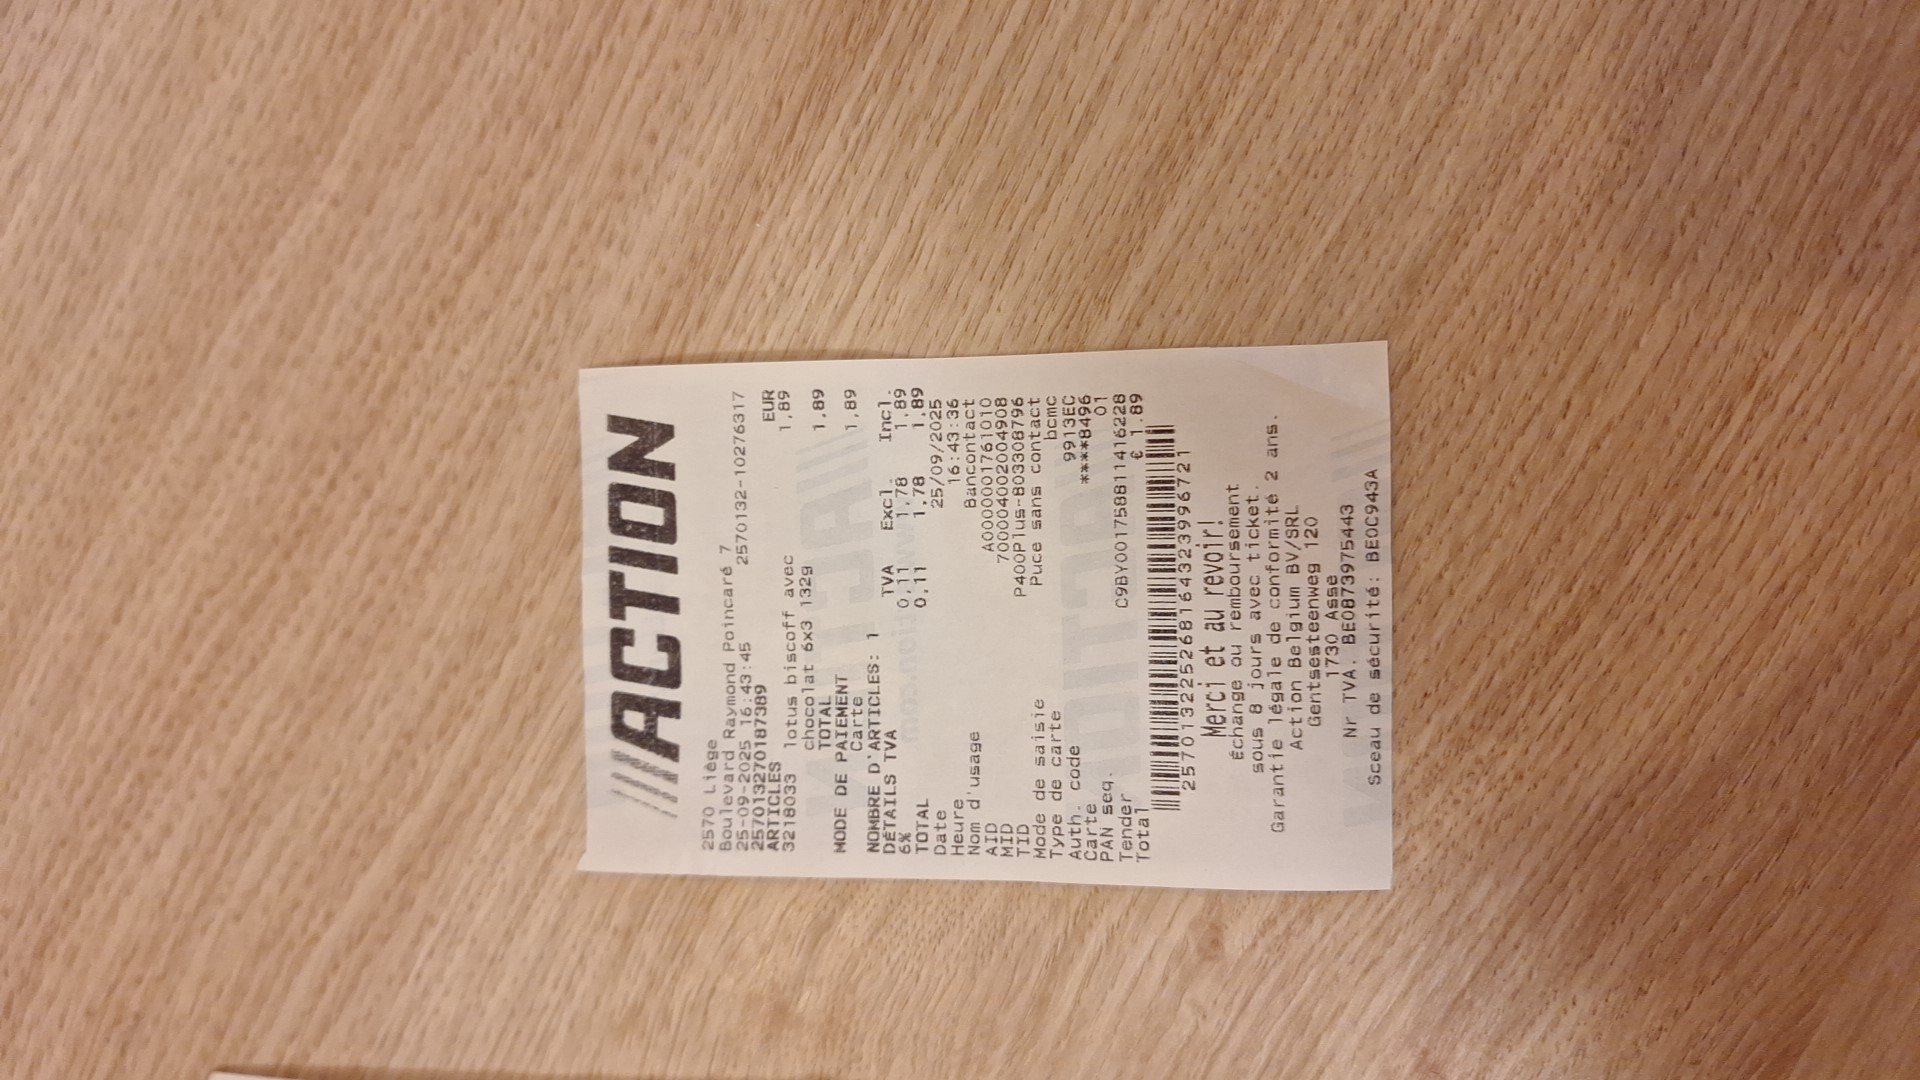 ACTION
2570 Liège
Boulevard Raymond Poincaré 7
25-09-2025 16:43:45 2570132-10276317
2570132701873​89
ARTICLES EUR
3218033 lotus biscoff avec 1,89
chocolat 6x3 132g
TOTAL 1,89
MODE DE PAIEMENT
Carte 1,89
NOMBRE D'ARTICLES: 1
DÉTAILS TVA TVA Excl. Incl.
6% 0,11 1,78 1,89
TOTAL 0,11 1,78 1,89
Date 25/09/2025
Heure 16:43:36
Nom d'usage Bancontact
AID A0000001761010
MID 70000400200​4908
TID P400Plus-803308796
Mode de saisie Puce sans contact
Type de carte bcmc
Auth. code 9913EC
Carte ****8496
PAN seq. 01
Tender C9BY001758811416228
Total € 1.89
2570132252681643239967​21
Merci et au revoir!
Échange ou remboursement
sous 8 jours avec ticket.
Garantie légale de conformité 2 ans.
Action Belgium BV/SRL
Gentsesteenweg 120
1730 Asse
Nr TVA. BE0873975443
Sceau de sécurité: BE0C943A